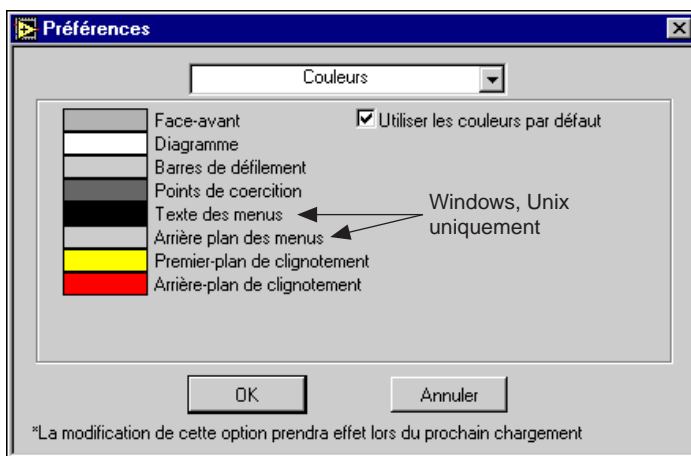 Préférences
Couleurs
Face-avant
Utiliser les couleurs par défaut
Diagramme
Barres de défilement
Points de coercition
Texte des menus
Arrière plan des menus
Windows, Unix
uniquement
Premier-plan de clignotement
Arrière-plan de clignotement
OK
Annuler
*La modification de cette option prendra effet lors du prochain chargement